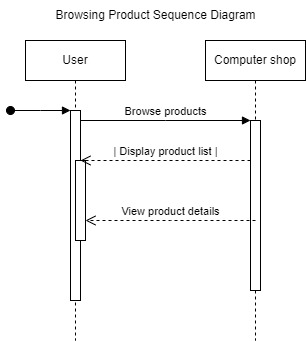 Browsing Product Sequence Diagram
User
Computer shop
Browse products
| Display product list |
View product details